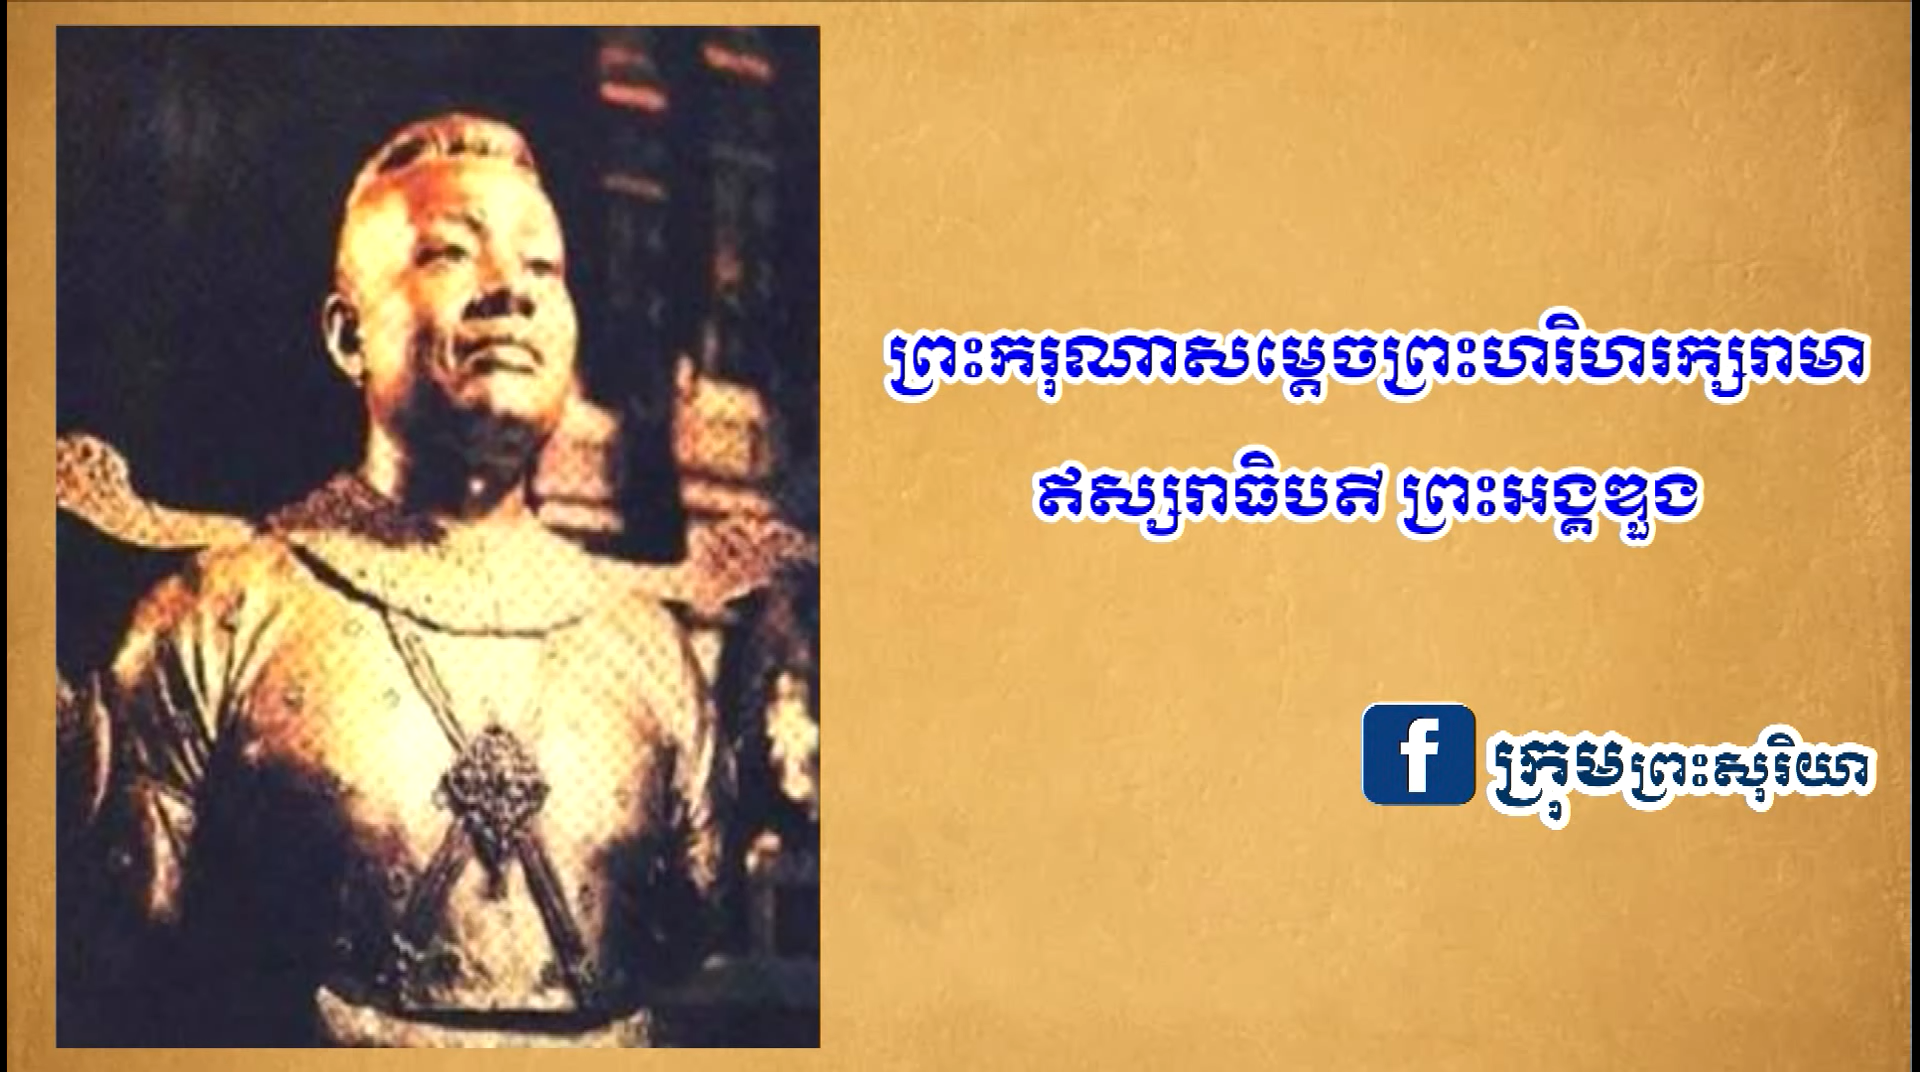 ព្រះករុណាសម្ដេចព្រះហរិហរក្សរាមា
ឥស្សរាធិបតី ព្រះអង្គឌួង
f ក្រុមព្រះសុរិយា